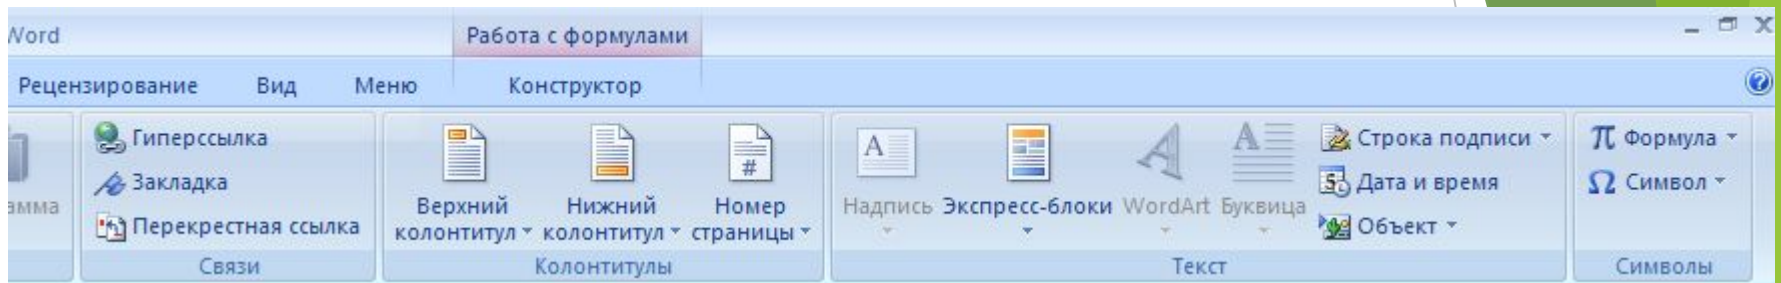 Word
Работа с формулами
Рецензирование Вид Меню Конструктор
Гиперссылка
Закладка
Перекрестная ссылка
Связи
Верхний колонтитул
Нижний колонтитул
Номер страницы
Колонтитулы
Надпись
Экспресс-блоки
WordArt
Буквица
Строка подписи
Дата и время
Объект
Текст
π Формула
Ω Символ
Символы